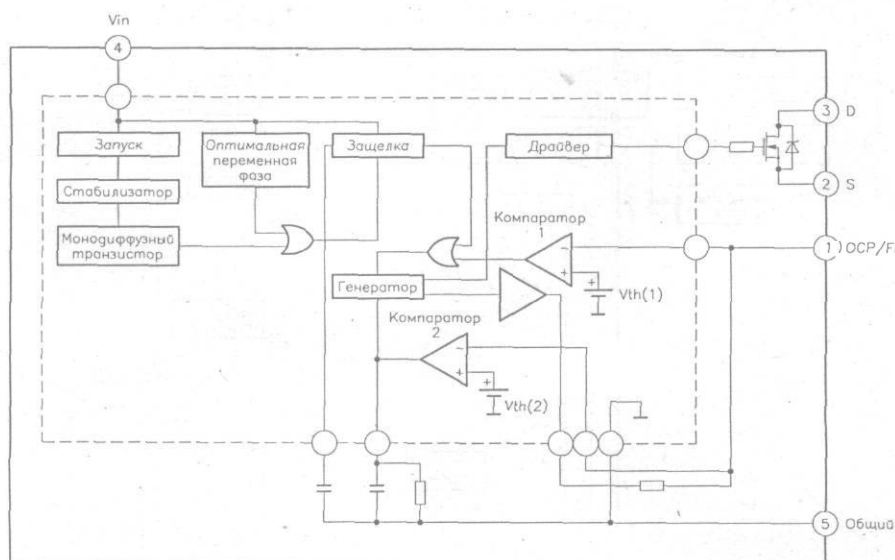 Vin
4
3 D
Запуск
Оптимальная
переменная
фаза
Защелка
Драйвер
2 S
Стабилизатор
Компаратор
1
Монодиффузный
транзистор
1 OCP/F
Генератор
Vth(1)
Компаратор
2
Vth(2)
5 Общий